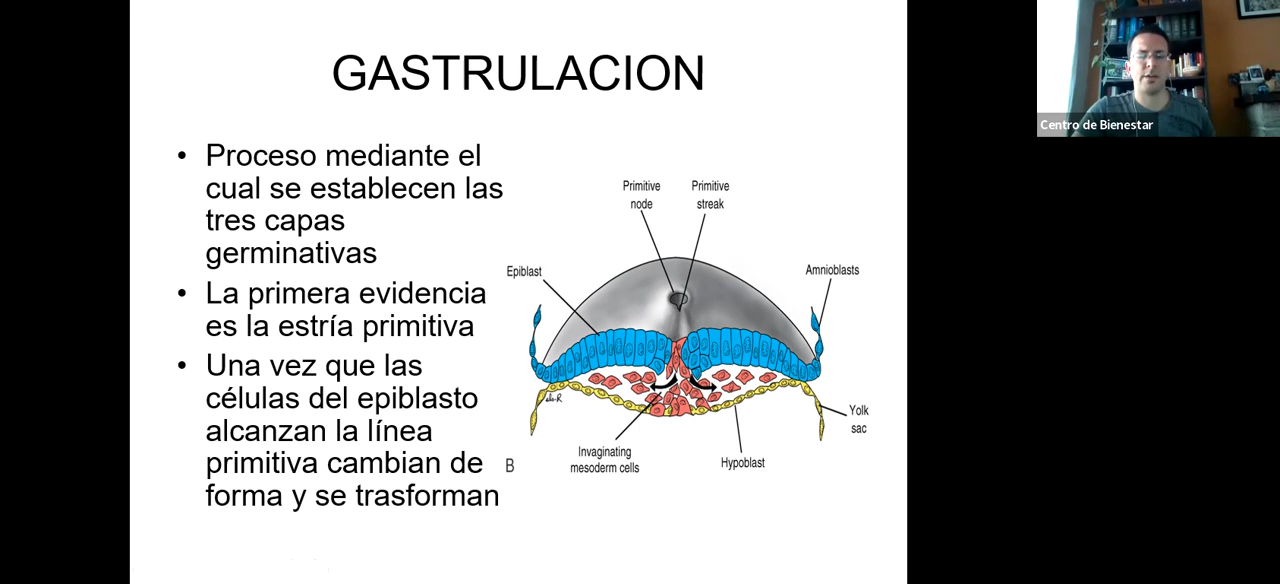 GASTRULACION
• Proceso mediante el
cual se establecen las
tres capas
germinativas
• La primera evidencia
es la estría primitiva
• Una vez que las
células del epiblasto
alcanzan la línea
primitiva cambian de
forma y se trasforman
Primitive
node
Primitive
streak
Epiblast
Amnioblasts
Yolk
sac
Invaginating
mesoderm cells
Hypoblast
B
Centro de Bienestar